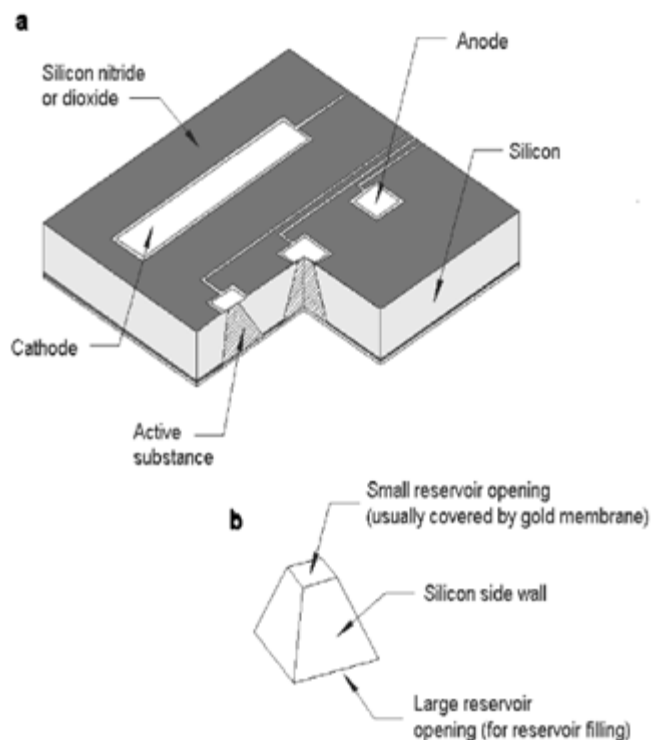 a
Anode
Silicon nitride
or dioxide
Silicon
Cathode
Active
substance
b
Small reservoir opening
(usually covered by gold membrane)
Silicon side wall
Large reservoir
opening (for reservoir filling)